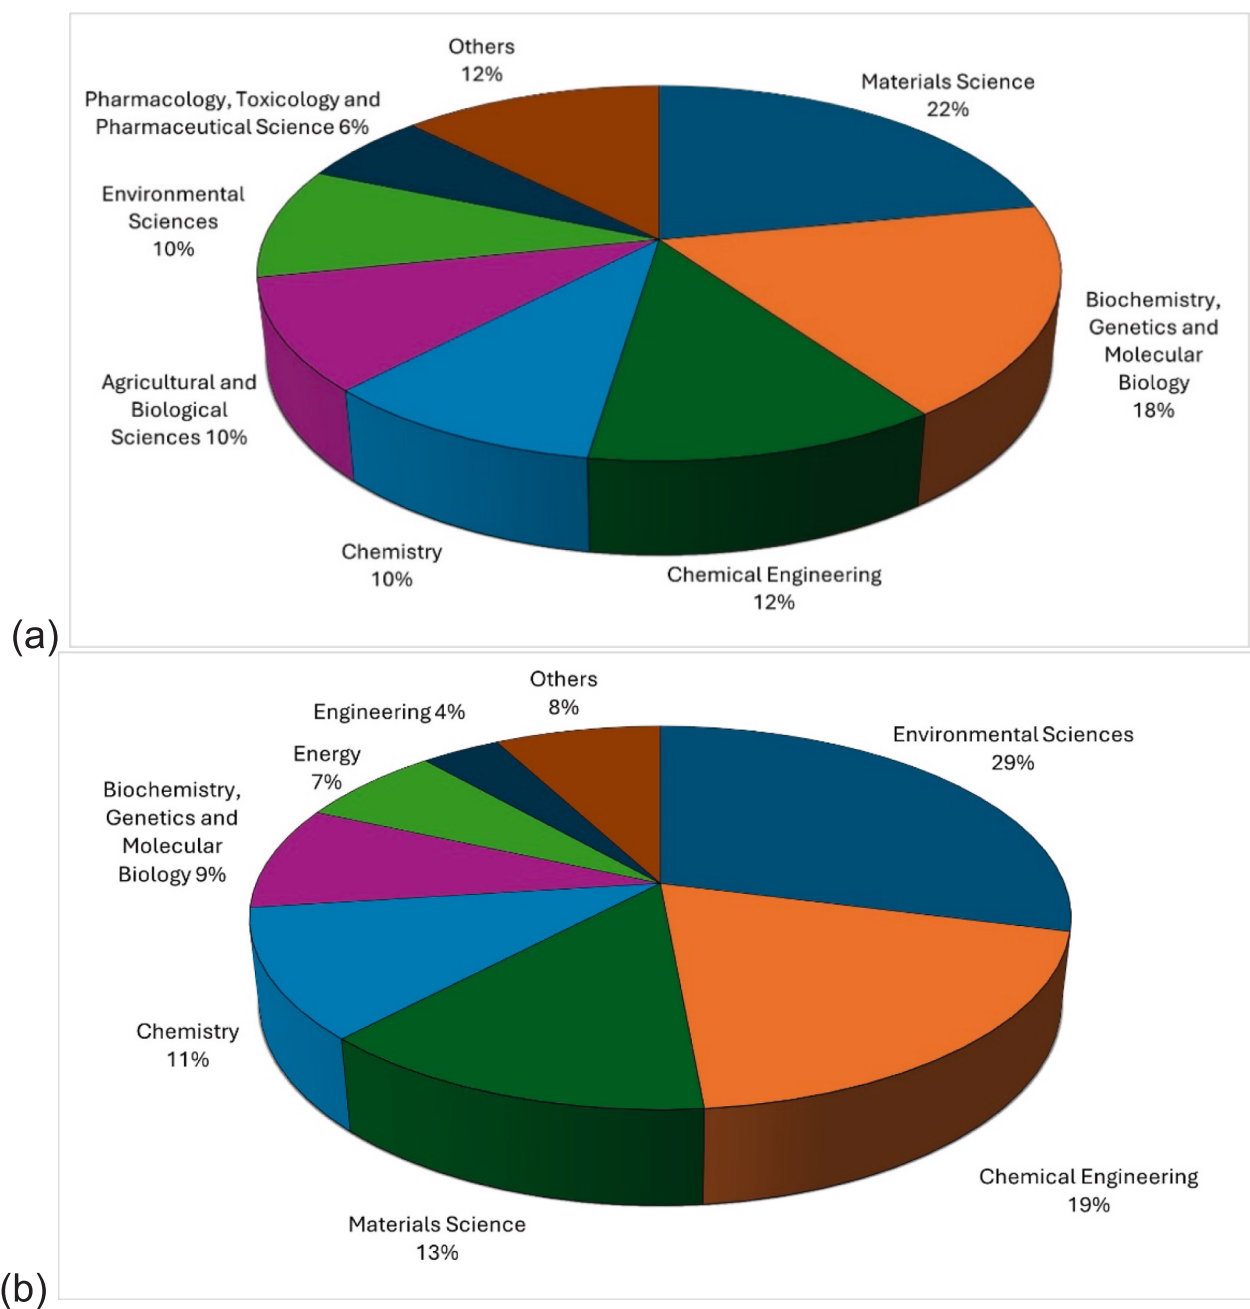 Others
12%
Materials Science
22%
Pharmacology, Toxicology and
Pharmaceutical Science 6%
Environmental
Sciences
10%
Biochemistry,
Genetics and
Molecular
Biology
18%
Agricultural and
Biological
Sciences 10%
Chemistry
10%
Chemical Engineering
12%
(a)
Others
8%
Engineering 4%
Environmental Sciences
29%
Energy
7%
Biochemistry,
Genetics and
Molecular
Biology 9%
Chemistry
11%
Chemical Engineering
19%
Materials Science
13%
(b)